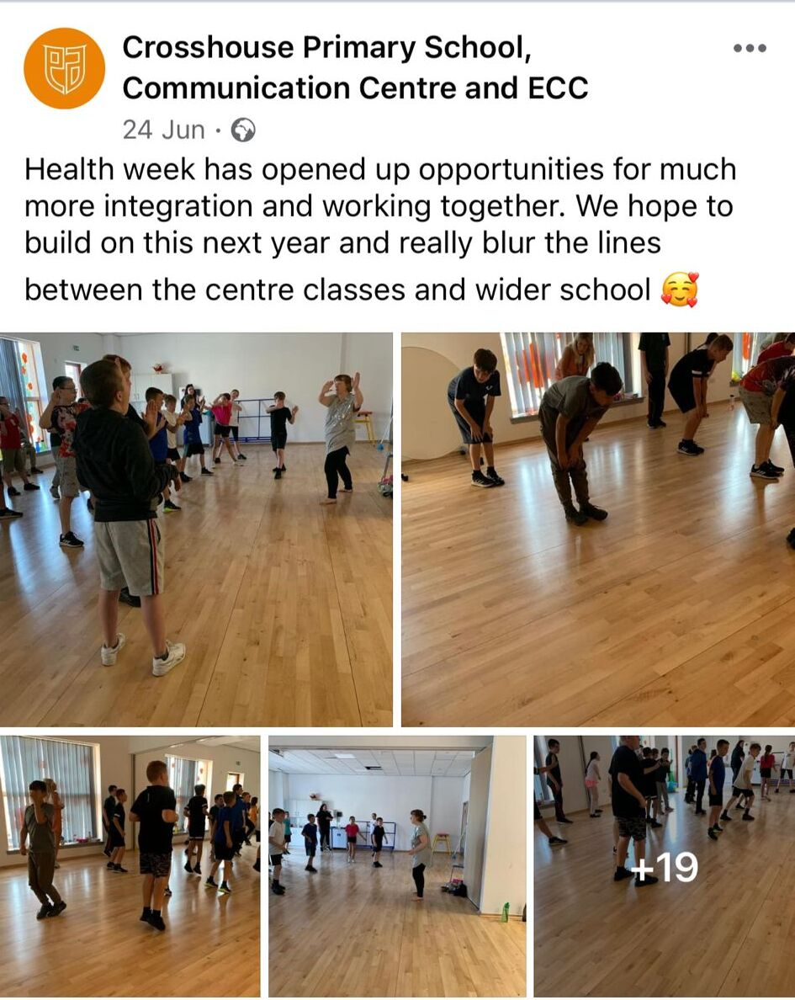 Crosshouse Primary School,
Communication Centre and ECC
24 Jun ·
Health week has opened up opportunities for much
more integration and working together. We hope to
build on this next year and really blur the lines
between the centre classes and wider school 🥰
+19